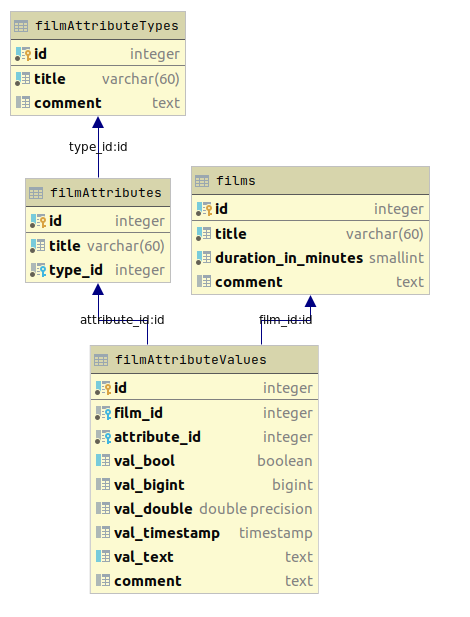 filmAttributeTypes
id integer
title varchar(60)
comment text
type_id:id
filmAttributes
id integer
title varchar(60)
type_id integer
films
id integer
title varchar(60)
duration_in_minutes smallint
comment text
attribute_id:id
film_id:id
filmAttributeValues
id integer
film_id integer
attribute_id integer
val_bool boolean
val_bigint bigint
val_double double precision
val_timestamp timestamp
val_text text
comment text